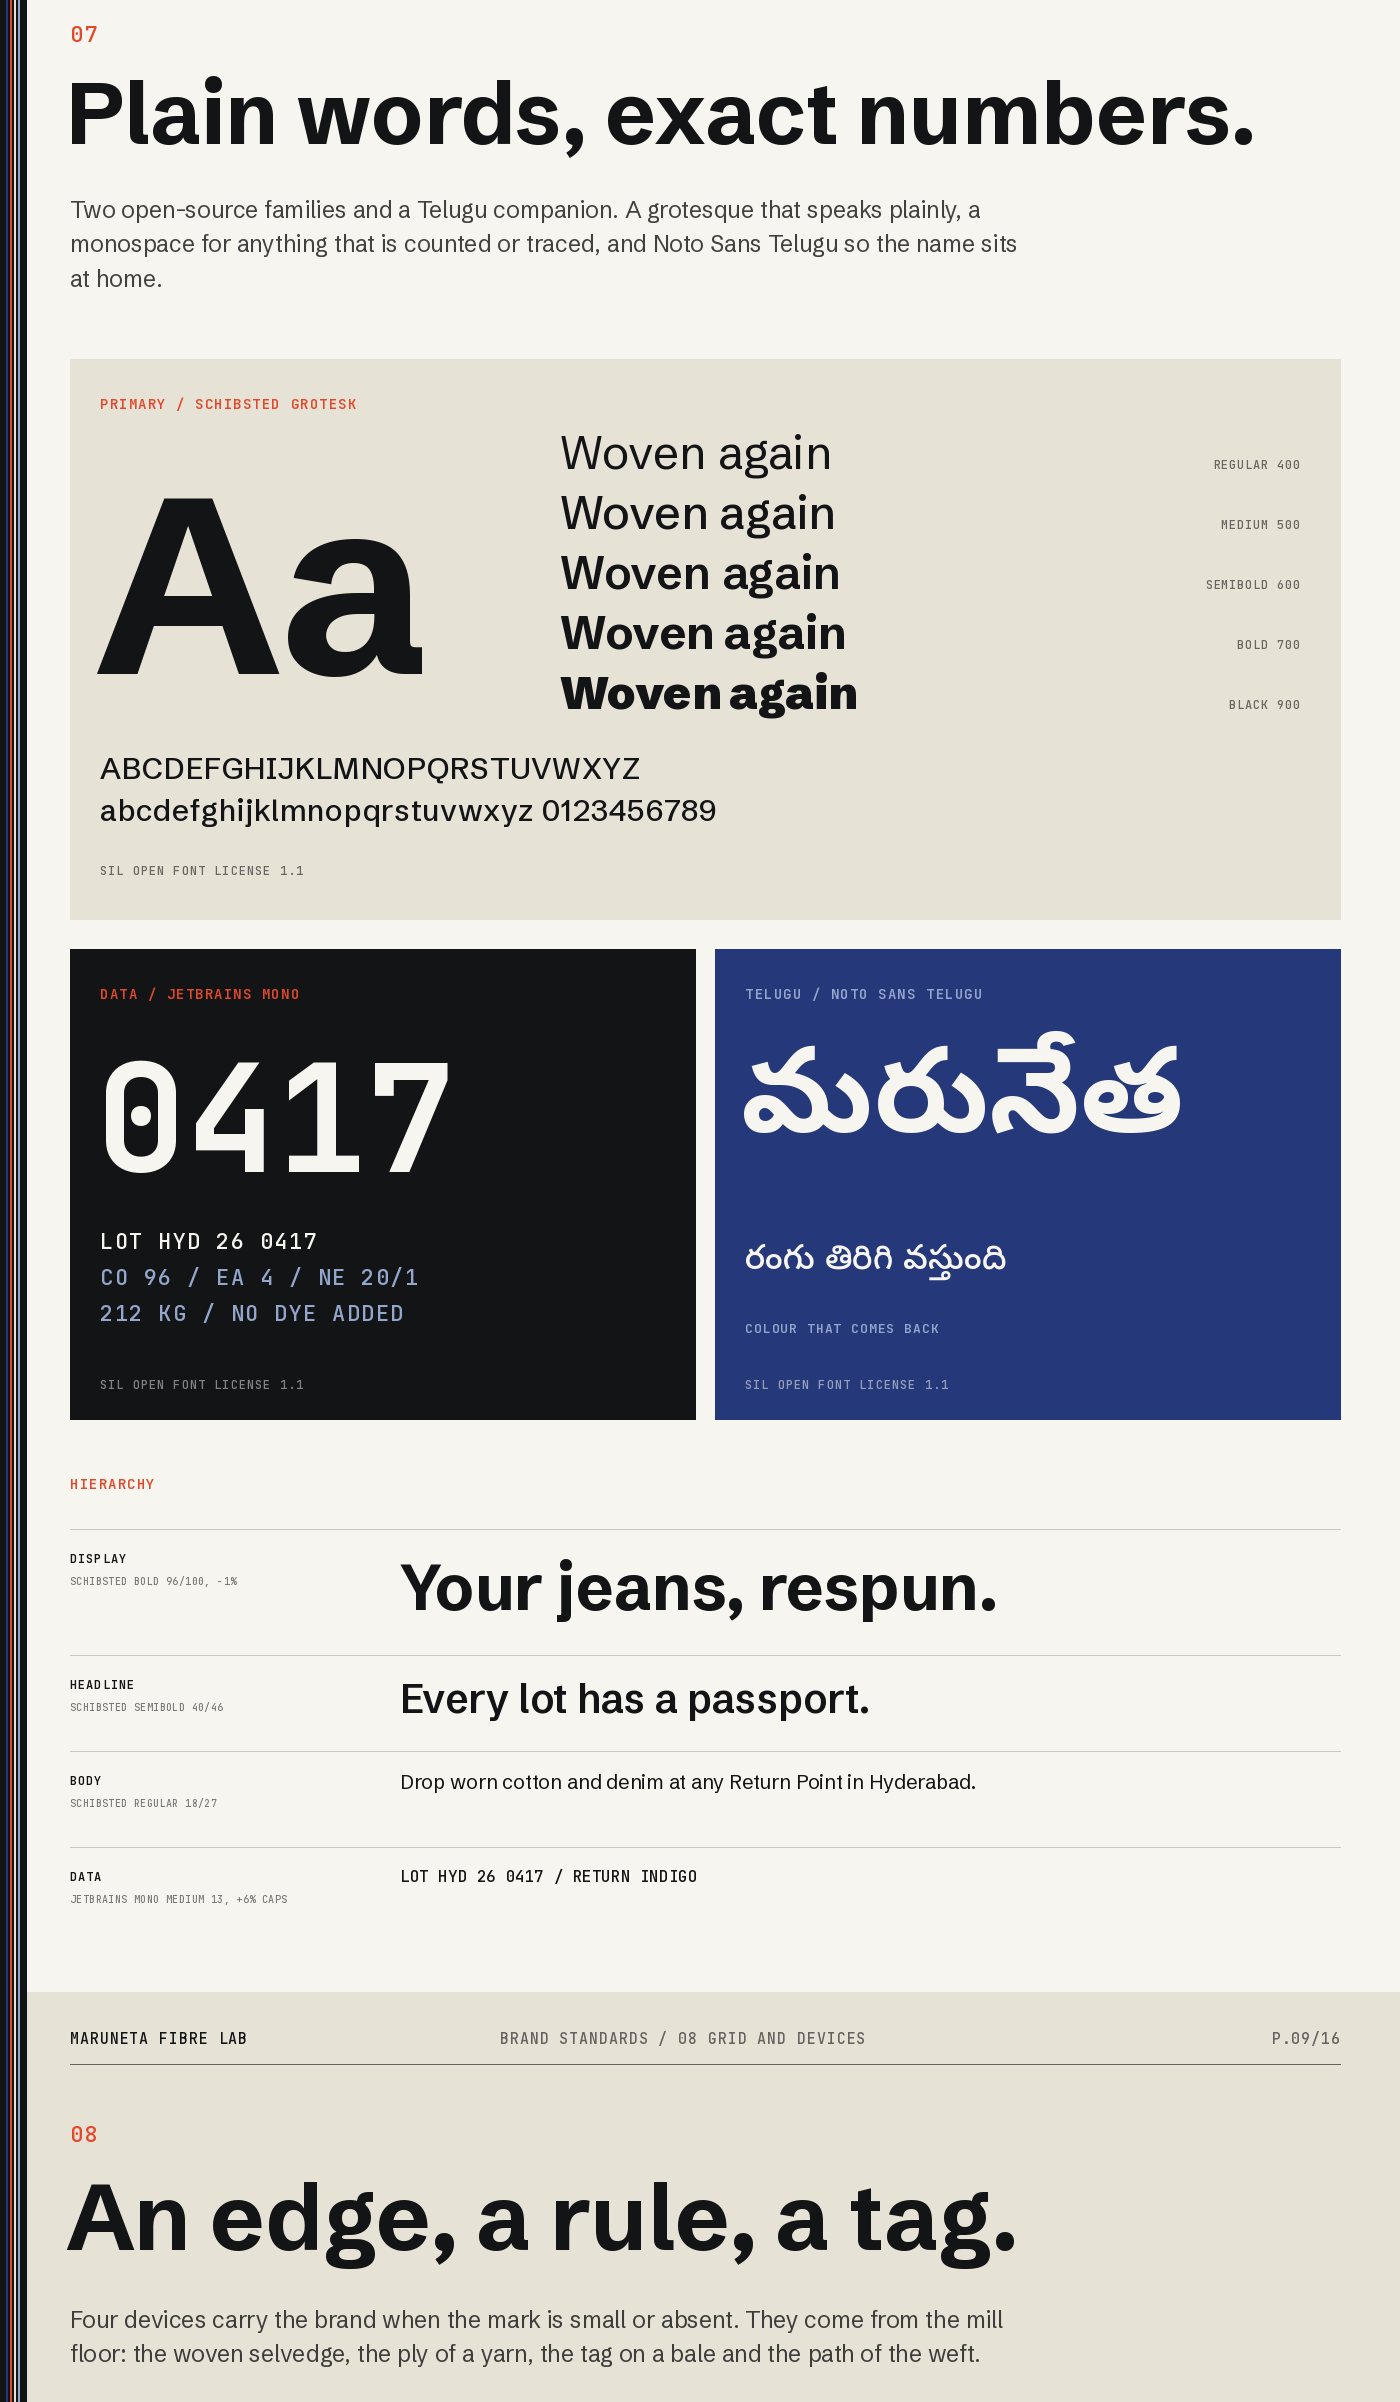 07
Plain words, exact numbers.
Two open-source families and a Telugu companion. A grotesque that speaks plainly, a
monospace for anything that is counted or traced, and Noto Sans Telugu so the name sits
at home.
PRIMARY / SCHIBSTED GROTESK
Aa
Woven again REGULAR 400
Woven again MEDIUM 500
Woven again SEMIBOLD 600
Woven again BOLD 700
Woven again BLACK 900
ABCDEFGHIJKLMNOPQRSTUVWXYZ
abcdefghijklmnopqrstuvwxyz 0123456789
SIL OPEN FONT LICENSE 1.1
DATA / JETBRAINS MONO
0417
LOT HYD 26 0417
CO 96 / EA 4 / NE 20/1
212 KG / NO DYE ADDED
SIL OPEN FONT LICENSE 1.1
TELUGU / NOTO SANS TELUGU
మరునేత
రంగు తిరిగి వస్తుంది
COLOUR THAT COMES BACK
SIL OPEN FONT LICENSE 1.1
HIERARCHY
DISPLAY
SCHIBSTED BOLD 96/100, -1%
Your jeans, respun.
HEADLINE
SCHIBSTED SEMIBOLD 40/46
Every lot has a passport.
BODY
SCHIBSTED REGULAR 18/27
Drop worn cotton and denim at any Return Point in Hyderabad.
DATA
JETBRAINS MONO MEDIUM 13, +6% CAPS
LOT HYD 26 0417 / RETURN INDIGO
MARUNETA FIBRE LAB BRAND STANDARDS / 08 GRID AND DEVICES P.09/16
08
An edge, a rule, a tag.
Four devices carry the brand when the mark is small or absent. They come from the mill
floor: the woven selvedge, the ply of a yarn, the tag on a bale and the path of the weft.